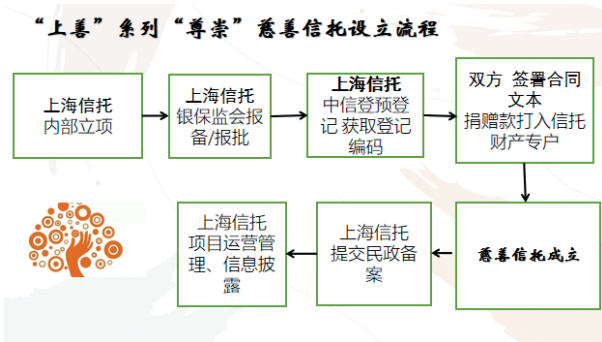 “上善”系列“尊崇”慈善信托设立流程
上海信托
内部立项
上海信托
银保监会报
备/报批
上海信托
中信登预登
记 获取登记
编码
双方 签署合同
文本
捐赠款打入信托
财产专户
慈善信托成立
上海信托
提交民政备
案
上海信托
项目运营管
理、信息披
露